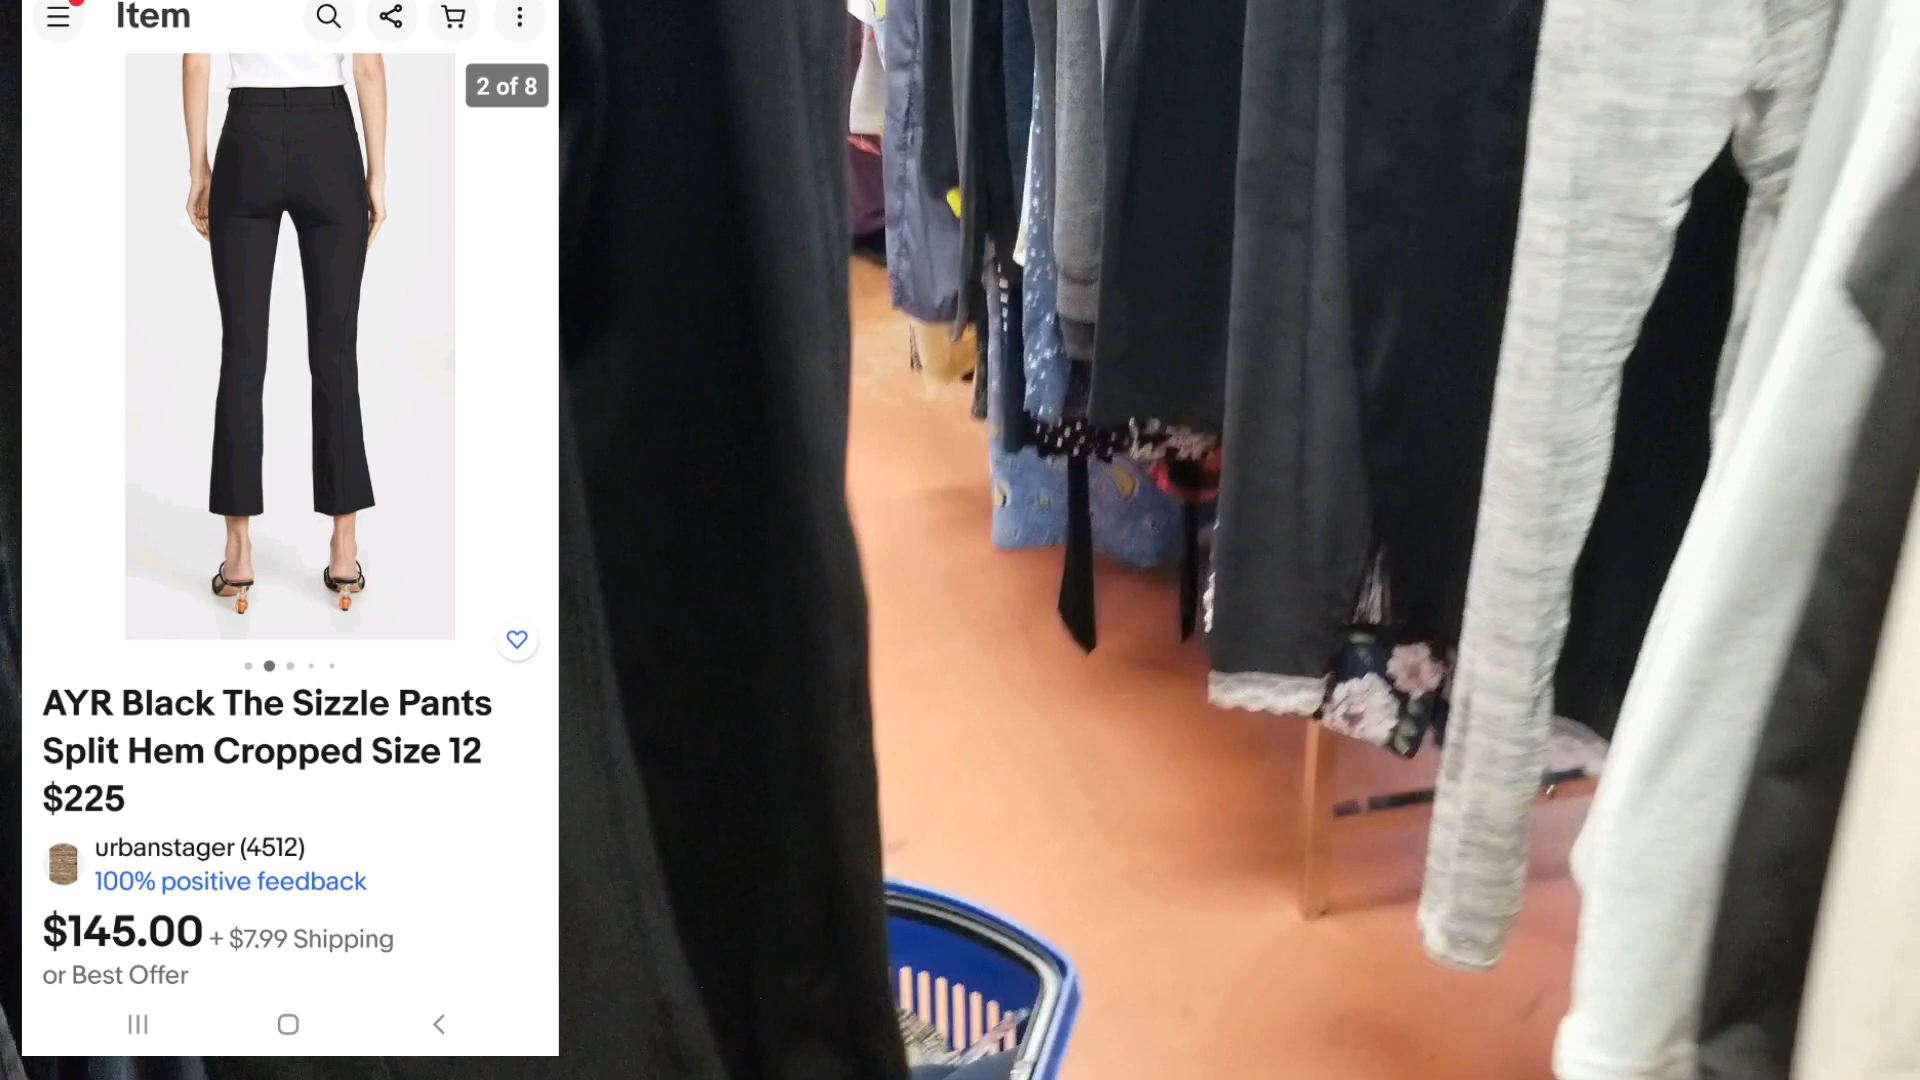 Item
2 of 8
AYR Black The Sizzle Pants
Split Hem Cropped Size 12
$225
urbanstager (4512)
100% positive feedback
$145.00 + $7.99 Shipping
or Best Offer